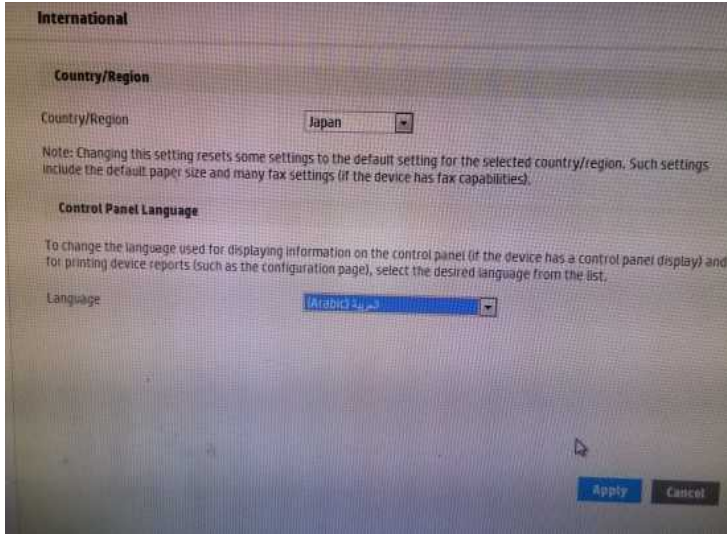 International
Country/Region
Country/Region
Japan
Note: Changing this setting resets some settings to the default setting for the selected country/region. Such settings
include the default paper size and many fax settings (if the device has fax capabilities).
Control Panel Language
To change the language used for displaying information on the control panel (if the device has a control panel display) and
for printing device reports (such as the configuration page), select the desired language from the list.
Language
العربية (Arabic)
Apply
Cancel